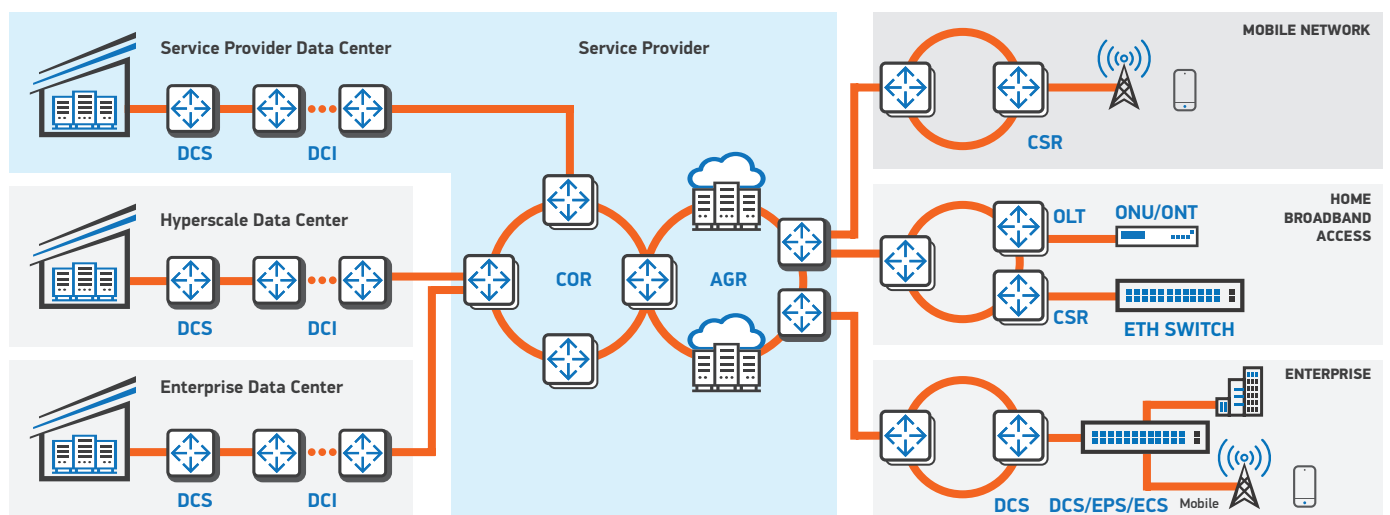 Service Provider Data Center
Service Provider
DCS
DCI
Hyperscale Data Center
DCS
DCI
Enterprise Data Center
DCS
DCI
COR
AGR
MOBILE NETWORK
CSR
HOME
BROADBAND
ACCESS
OLT
ONU/ONT
CSR
ETH SWITCH
ENTERPRISE
DCS
DCS/EPS/ECS
Mobile